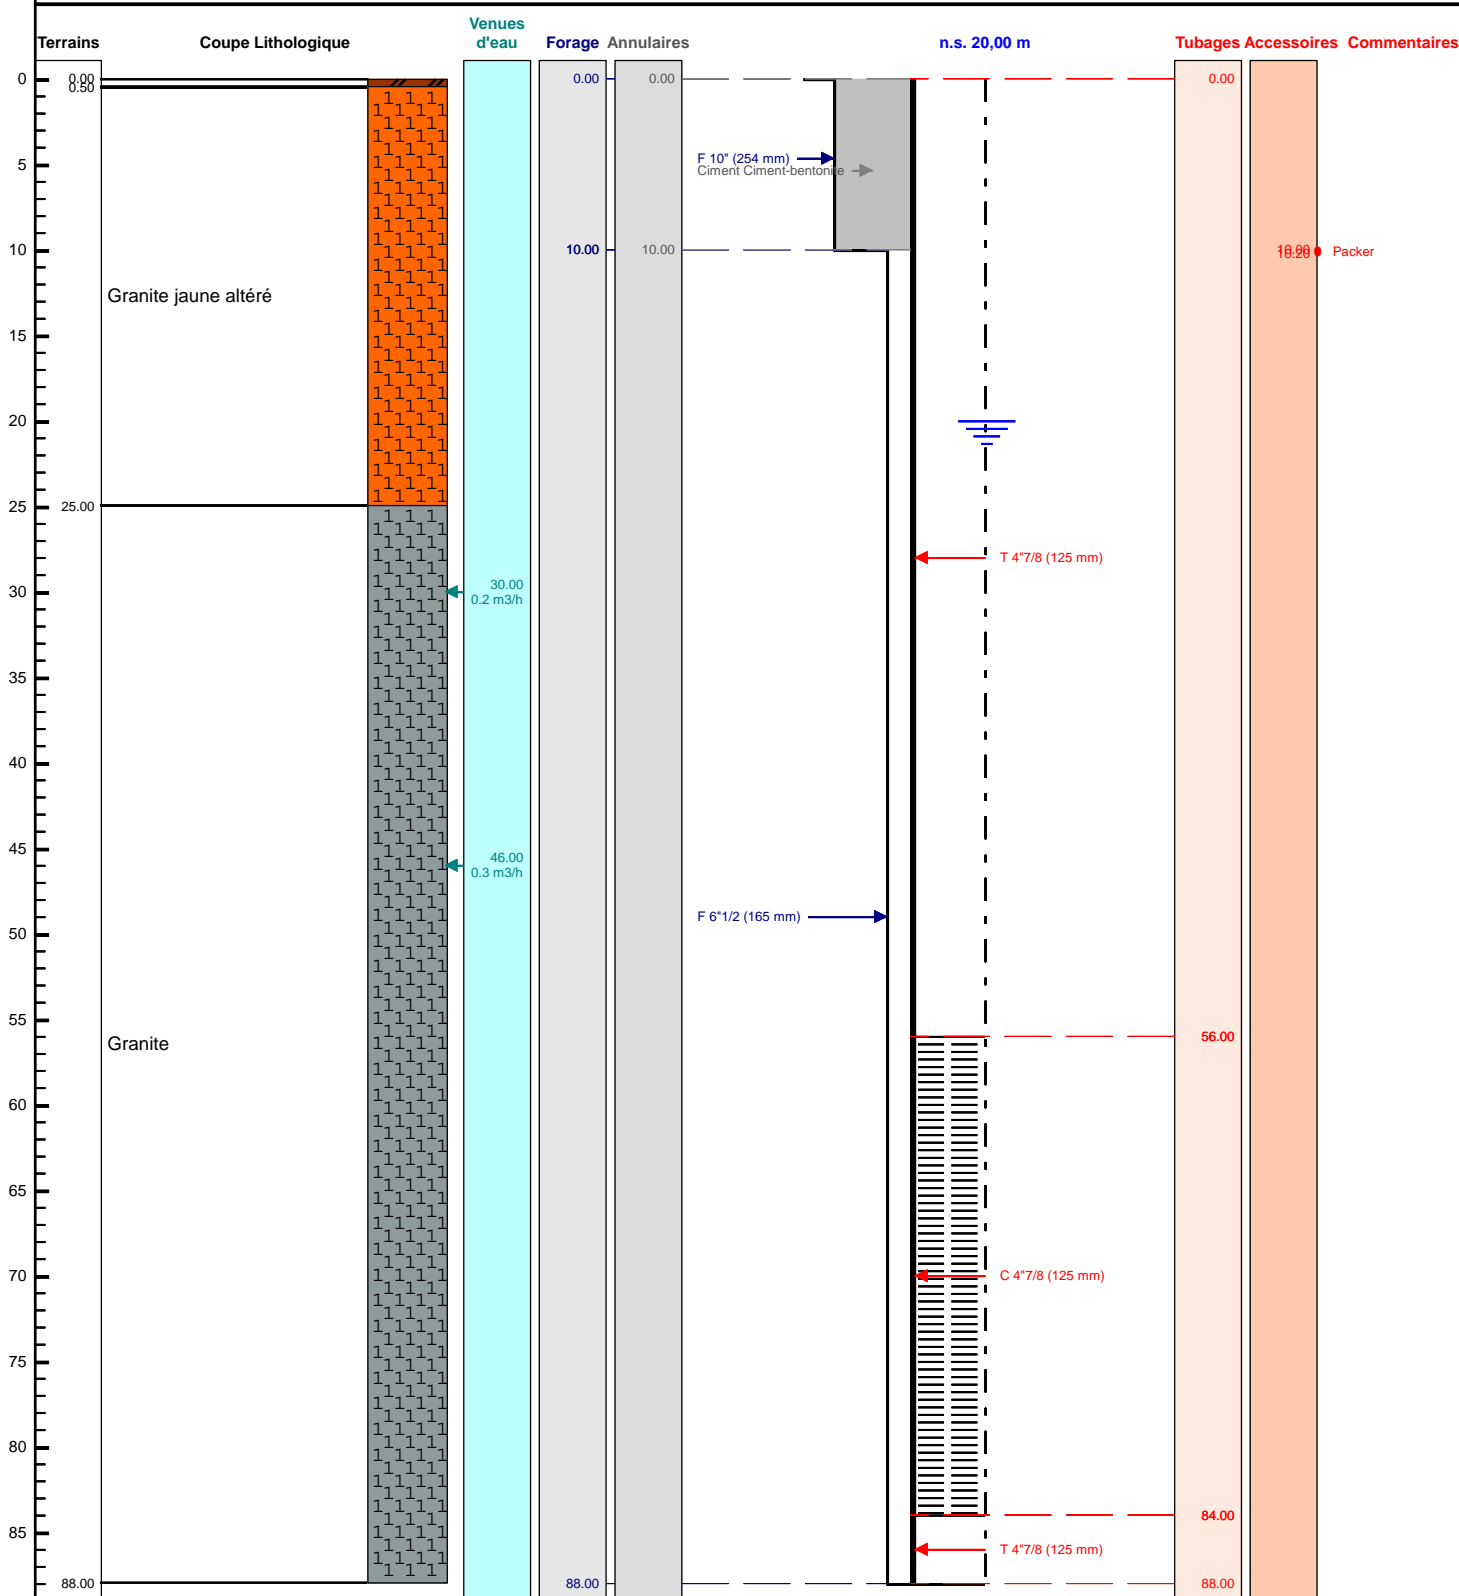 Venues
Terrains Coupe Lithologique d'eau Forage Annulaires n.s. 20,00 m Tubages Accessoires Commentaires
0 0.00 0.00 0.00 0.00
0.50
5
F 10" (254 mm)
Ciment Ciment-bentonite
10 10.00 10.00 10.00 Packer
10.20
Granite jaune altéré
15
20
25 25.00
T 4"7/8 (125 mm)
30 30.00
0.2 m3/h
35
40
45 46.00
0.3 m3/h
F 6"1/2 (165 mm)
50
55
Granite 56.00
60
65
70 C 4"7/8 (125 mm)
75
80
84.00
85
T 4"7/8 (125 mm)
88.00 88.00 88.00